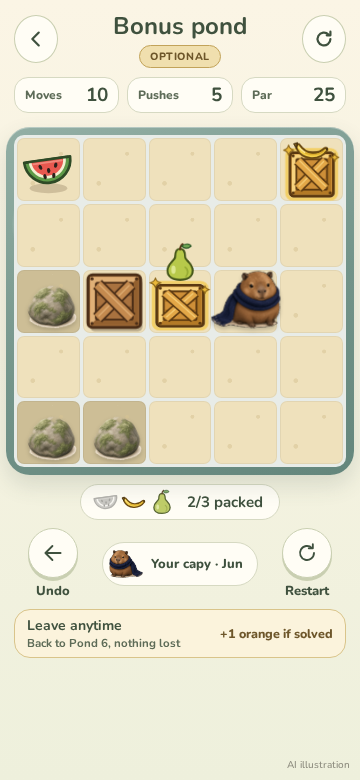 Bonus pond
OPTIONAL
Moves 10
Pushes 5
Par 25
2/3 packed
Undo
Your capy · Jun
Restart
Leave anytime
Back to Pond 6, nothing lost
+1 orange if solved
AI illustration